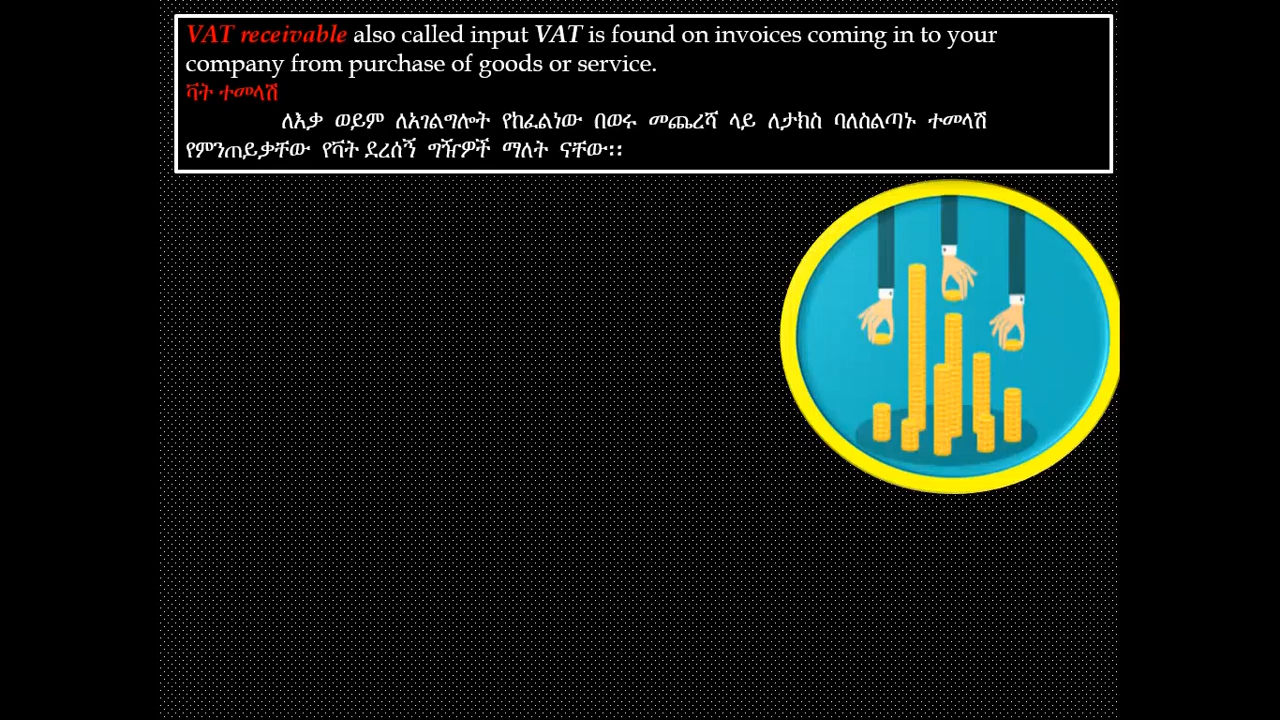 VAT receivable also called input VAT is found on invoices coming in to your
company from purchase of goods or service.
ቫት ተመላሽ
ለእቃ ወይም ለአገልግሎት የከፈልነው በወሩ መጨረሻ ላይ ለታክስ ባለስልጣኑ ተመላሽ
የምንጠይቃቸው የቫት ደረሰኝ ግዥዎች ማለት ናቸው፡፡